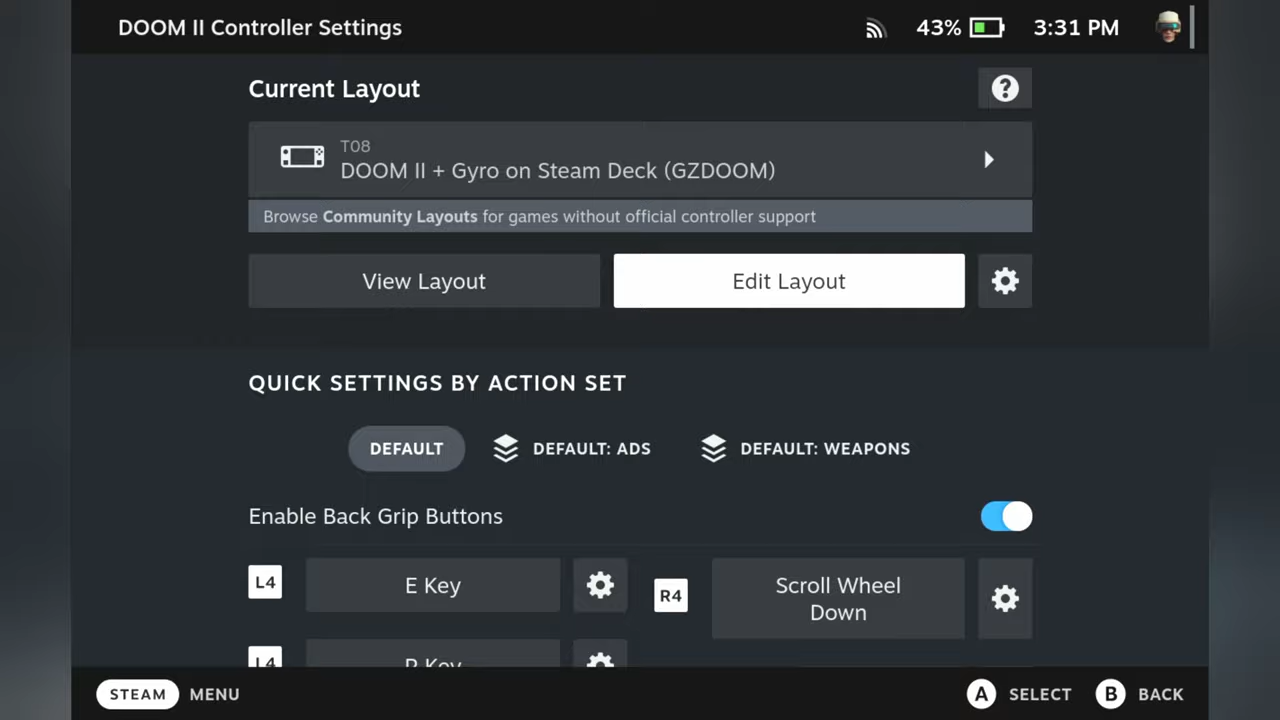 DOOM II Controller Settings
43%
3:31 PM
Current Layout
?
T08
DOOM II + Gyro on Steam Deck (GZDOOM)
Browse Community Layouts for games without official controller support
View Layout
Edit Layout
QUICK SETTINGS BY ACTION SET
DEFAULT
DEFAULT: ADS
DEFAULT: WEAPONS
Enable Back Grip Buttons
L4
E Key
R4
Scroll Wheel
Down
L4
STEAM MENU
A SELECT
B BACK